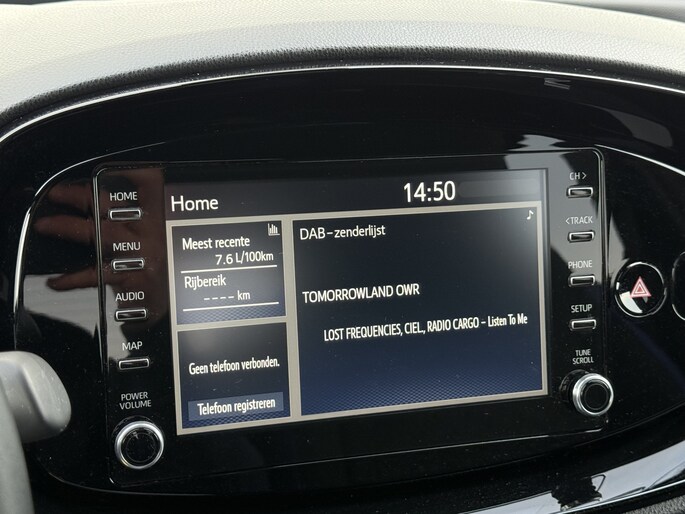 HOME
MENU
AUDIO
MAP
POWER
VOLUME
Home
14:50
Meest recente
7.6 L/100km
Rijbereik
---- km
Geen telefoon verbonden.
Telefoon registreren
DAB-zenderlijst
TOMORROWLAND OWR
LOST FREQUENCIES, CIEL, RADIO CARGO - Listen To Me
CH >
< TRACK
PHONE
SETUP
TUNE
SCROLL